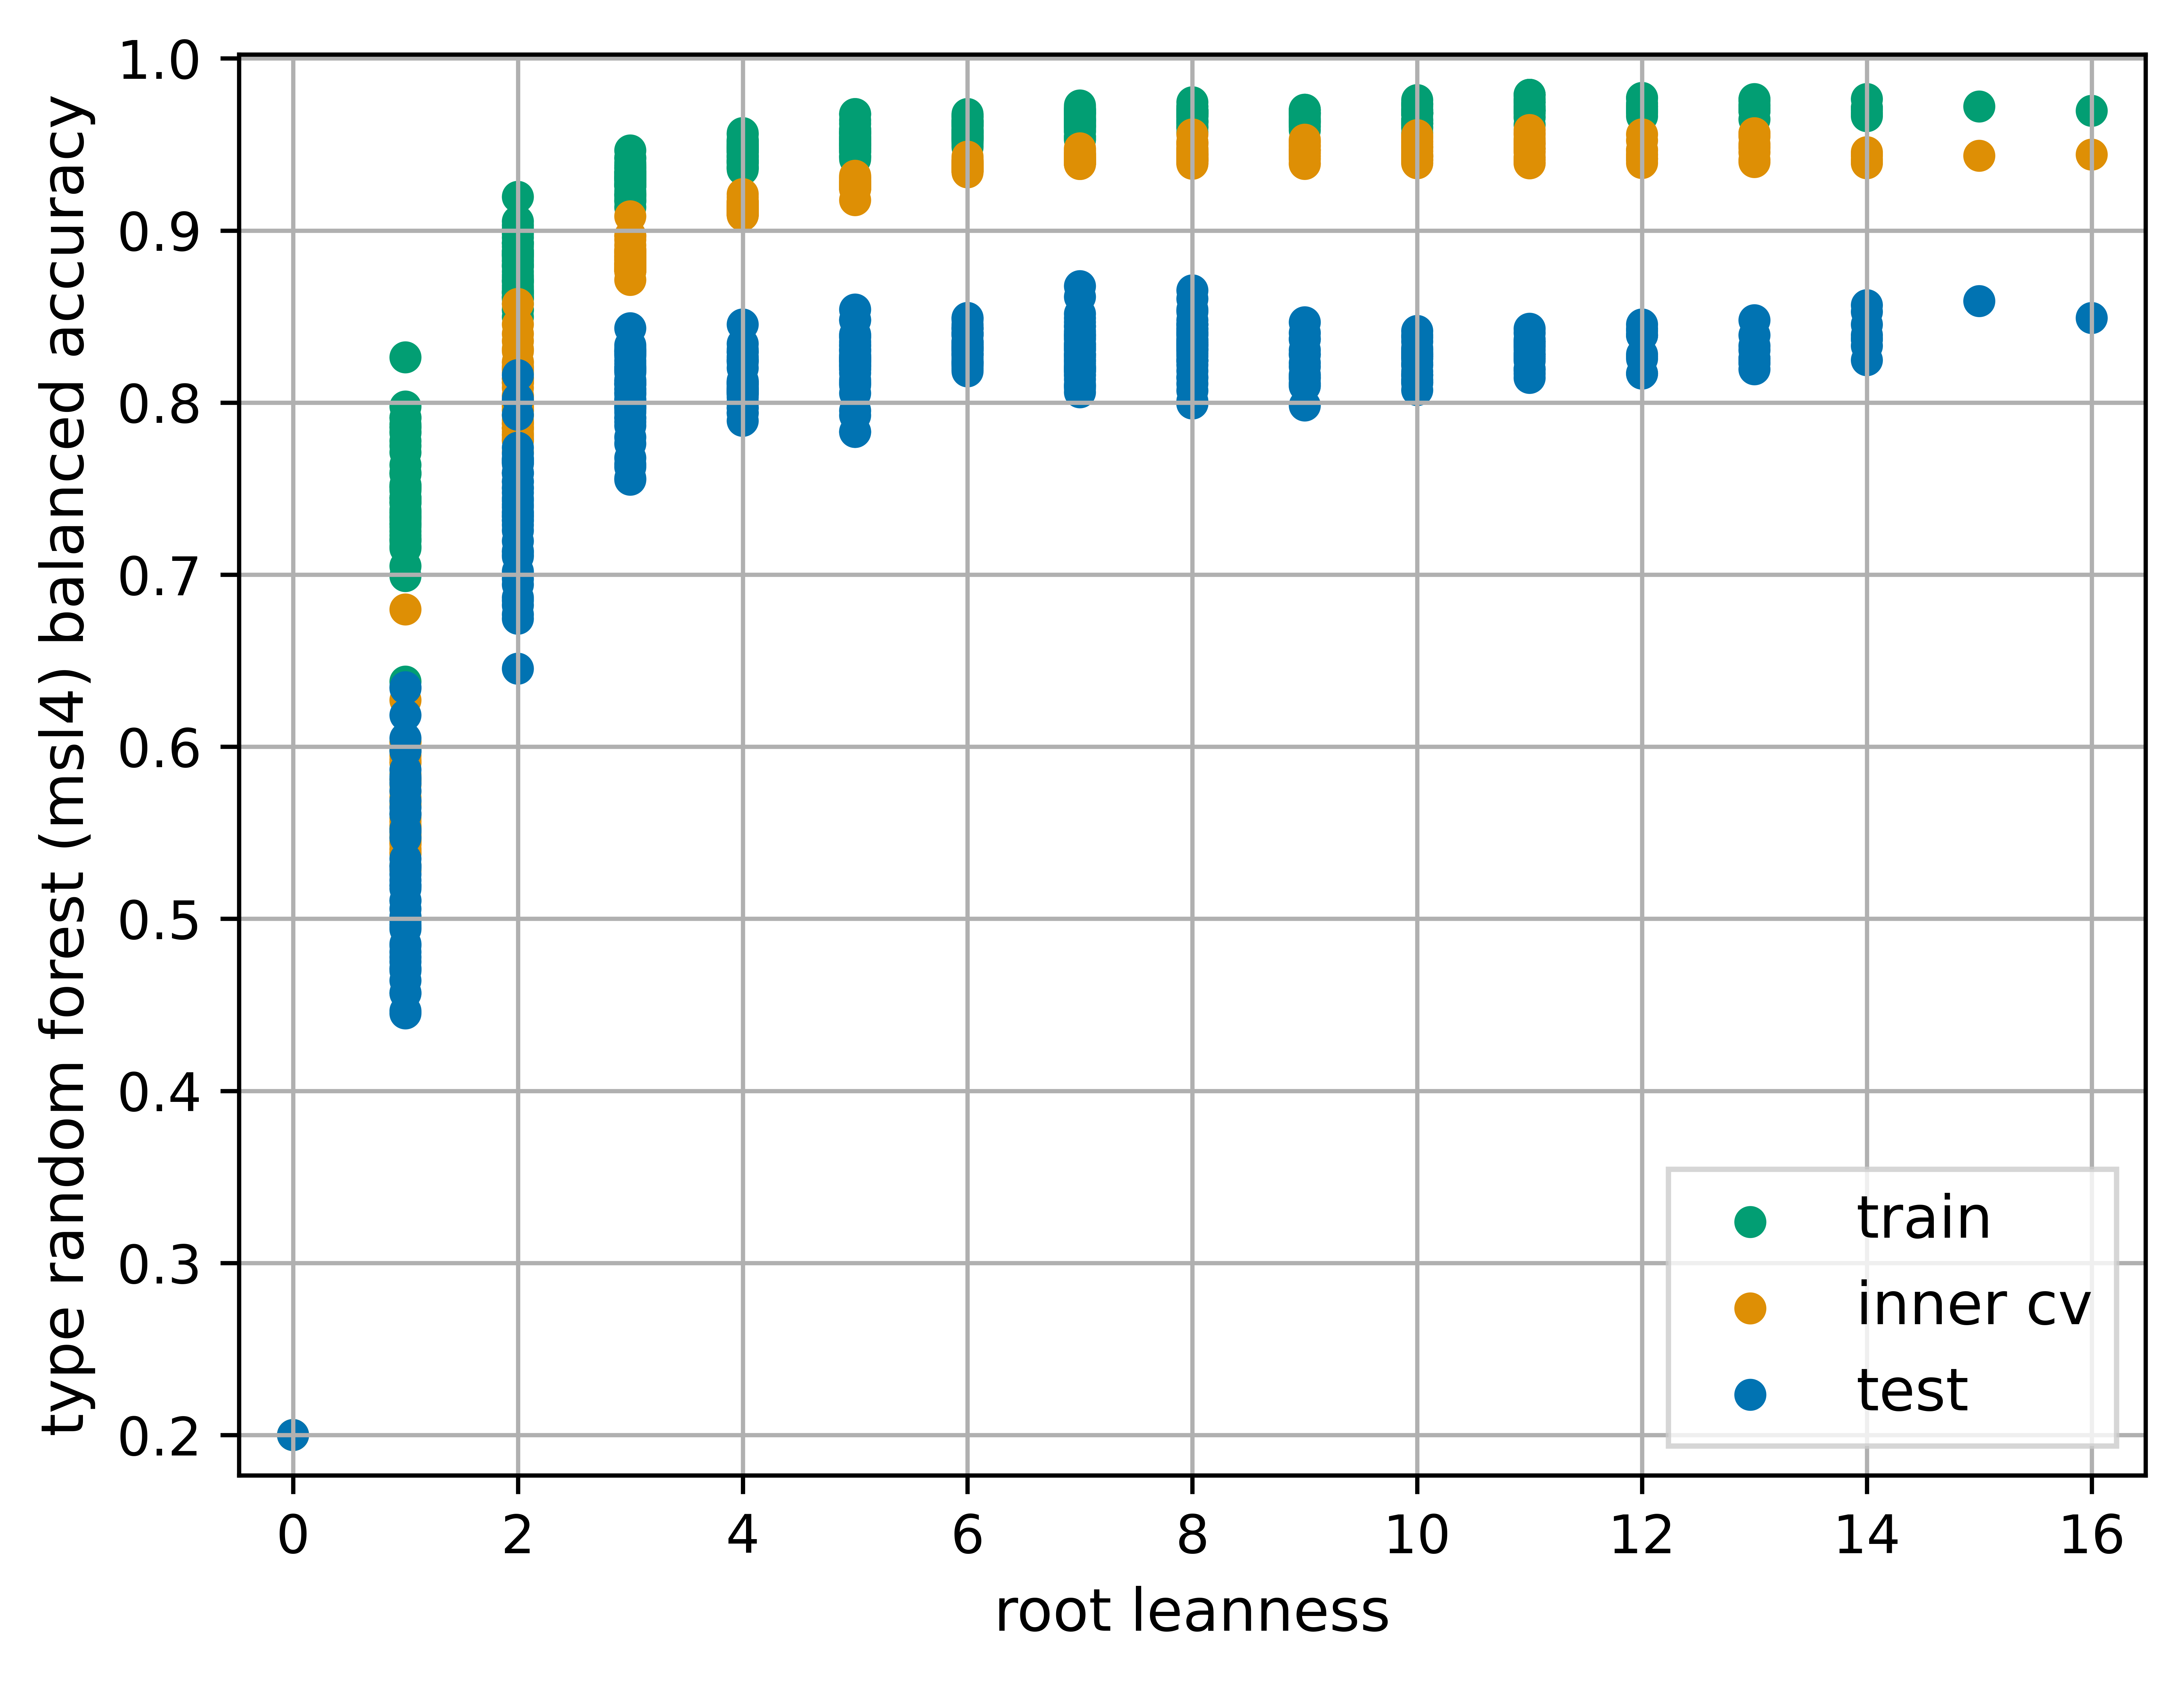 type random forest (msl4) balanced accuracy
1.0
0.9
0.8
0.7
0.6
0.5
0.4
0.3
0.2
train
inner cv
test
0 2 4 6 8 10 12 14 16
root leanness